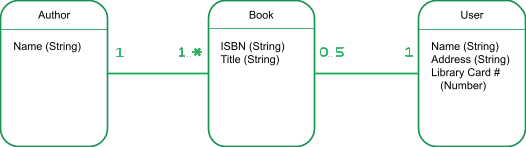 Author
Name (String)
1
1..*
Book
ISBN (String)
Title (String)
0..5
1
User
Name (String)
Address (String)
Library Card #
(Number)